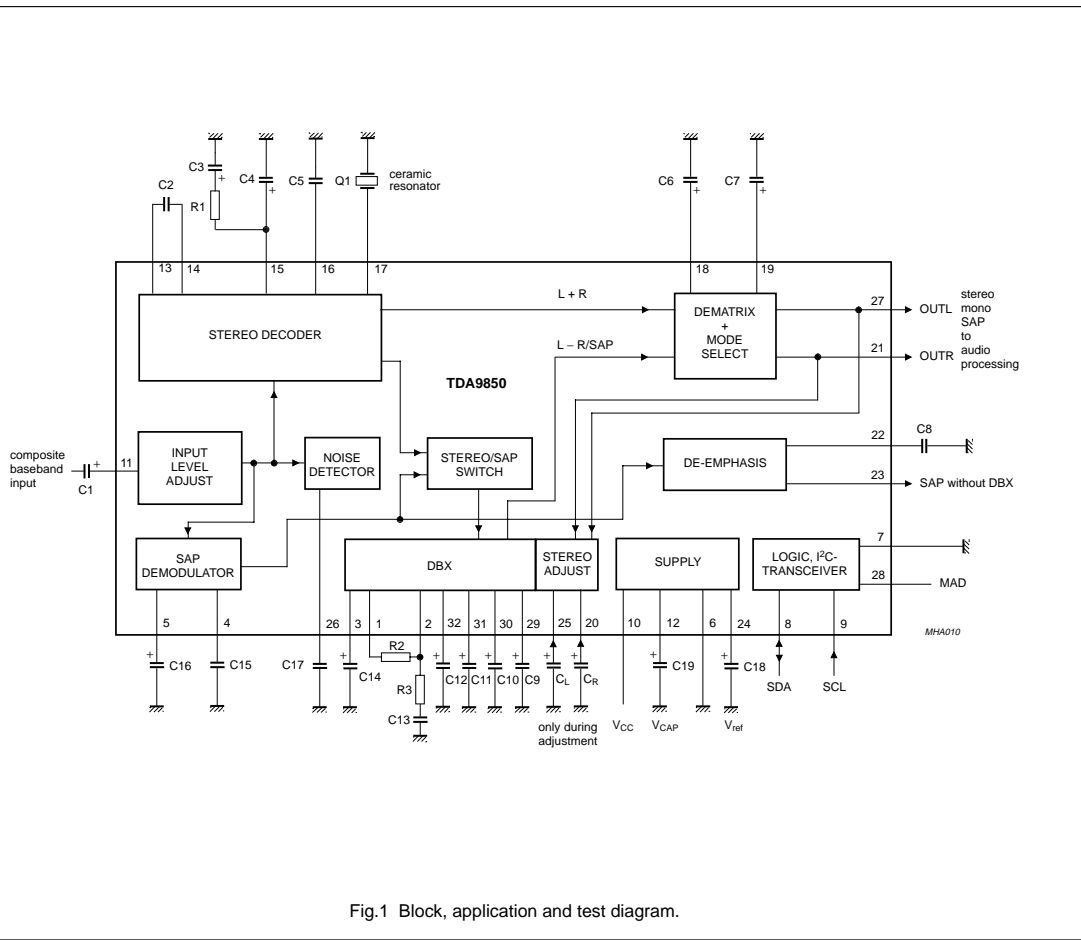 C3
+
C4
+
C5
Q1
ceramic
resonator
C6
+
C7
+
C2
R1
13
14
15
16
17
18
19
STEREO DECODER
L + R
DEMATRIX
+
MODE
SELECT
27
OUTL
21
OUTR
stereo
mono
SAP
to
audio
processing
L − R/SAP
TDA9850
composite
baseband
input
+
C1
11
INPUT
LEVEL
ADJUST
NOISE
DETECTOR
STEREO/SAP
SWITCH
DE-EMPHASIS
22
C8
23
SAP without DBX
SAP
DEMODULATOR
DBX
STEREO
ADJUST
SUPPLY
LOGIC, I²C-
TRANSCEIVER
7
28
MAD
5
4
26
3
1
2
32
31
30
29
25
20
10
12
6
24
8
9
MHA010
+
C16
C15
C17
+
C14
R2
R3
C13
+
C12
+
C11
+
C10
+
C9
+
CL
+
CR
+
C19
+
C18
SDA
SCL
only during
adjustment
VCC
VCAP
Vref
Fig.1 Block, application and test diagram.